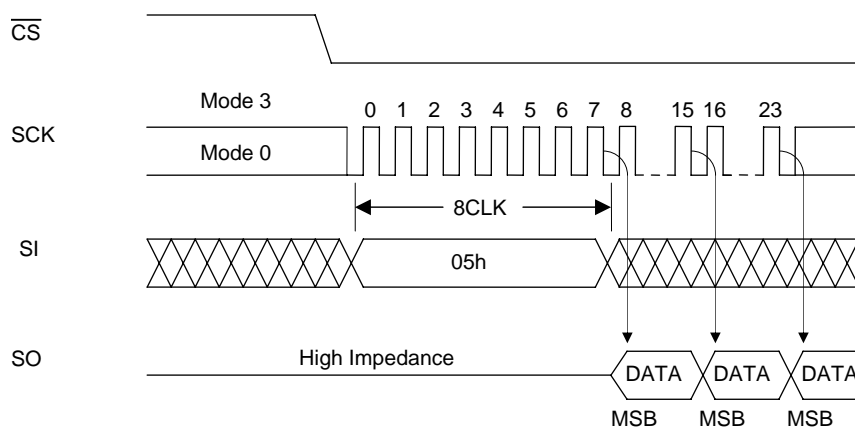 CS
Mode 3
0 1 2 3 4 5 6 7 8 15 16 23
SCK
Mode 0
8CLK
SI
05h
SO
High Impedance
DATA DATA DATA
MSB MSB MSB